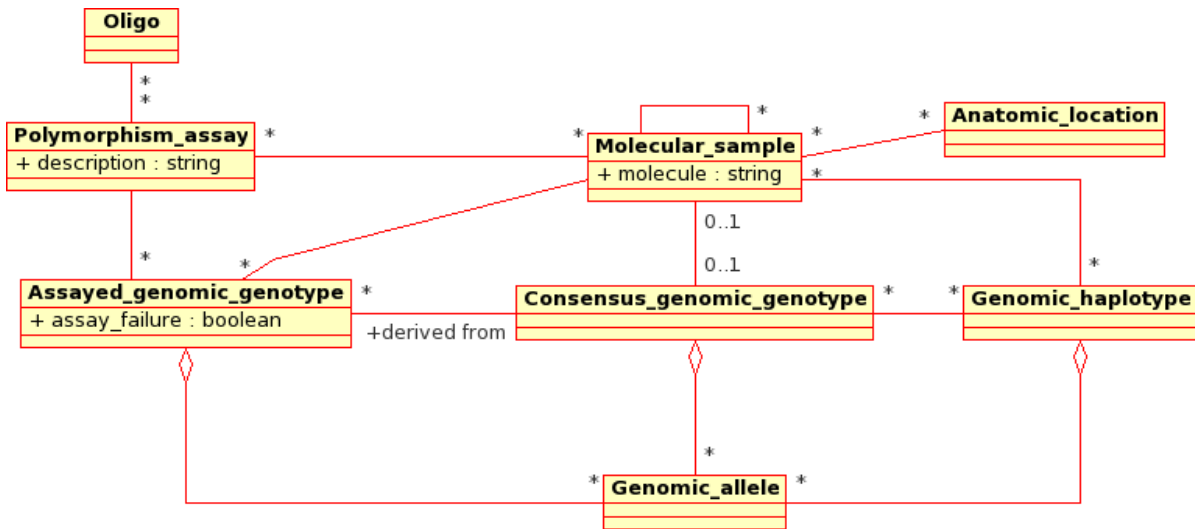 Oligo
*
*
Polymorphism_assay
+ description : string
*
*
*
Molecular_sample
+ molecule : string
*
*
*
Anatomic_location
0..1
0..1
*
*
Assayed_genomic_genotype
+ assay_failure : boolean
*
+derived from
Consensus_genomic_genotype
*
*
*
Genomic_haplotype
*
*
*
Genomic_allele